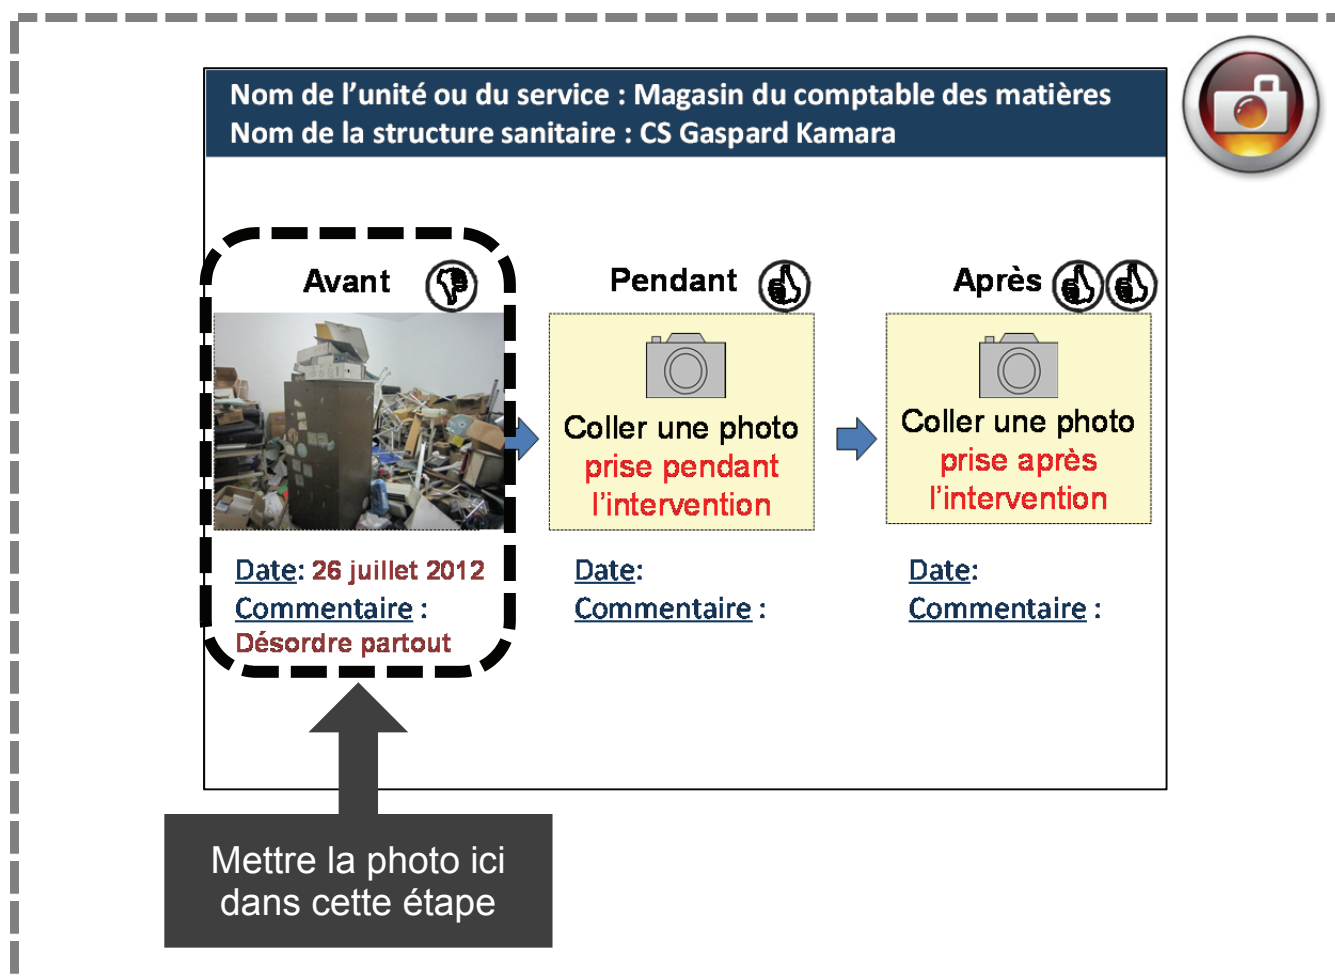 Nom de l’unité ou du service : Magasin du comptable des matières
Nom de la structure sanitaire : CS Gaspard Kamara
Avant
Pendant
Après
Coller une photo
prise pendant
l’intervention
Coller une photo
prise après
l’intervention
Date: 26 juillet 2012
Commentaire :
Désordre partout
Date:
Commentaire :
Date:
Commentaire :
Mettre la photo ici
dans cette étape